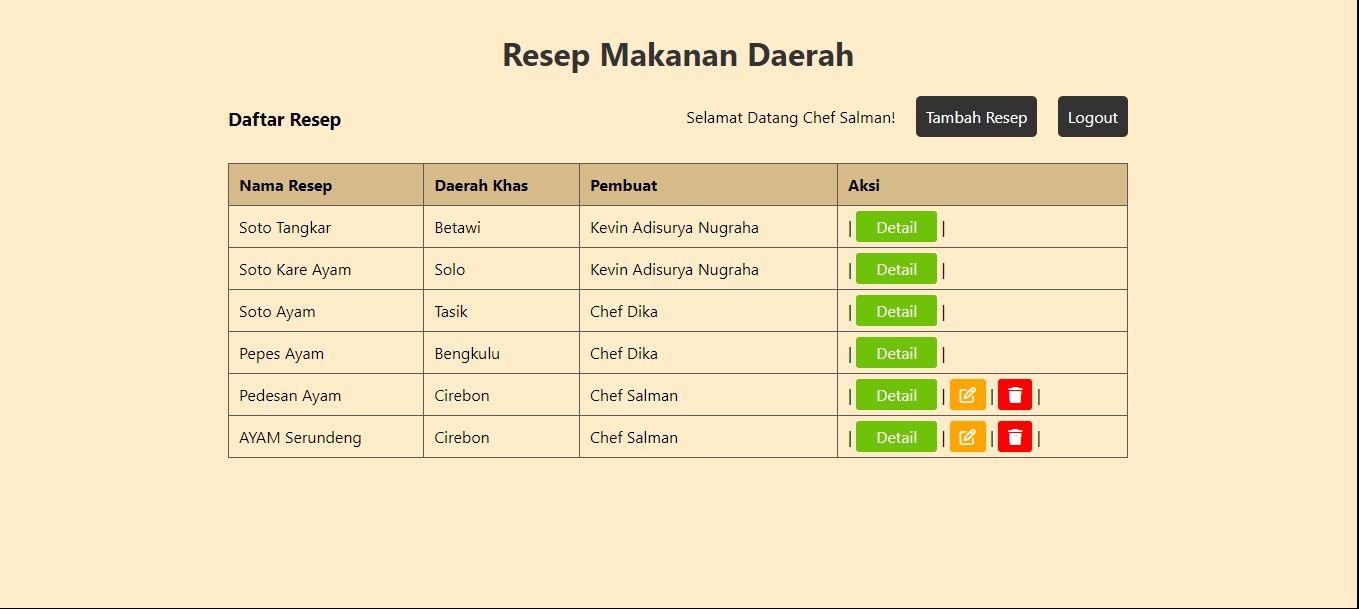 Resep Makanan Daerah
Daftar Resep Selamat Datang Chef Salman! Tambah Resep Logout
Nama Resep Daerah Khas Pembuat Aksi
Soto Tangkar Betawi Kevin Adisurya Nugraha | Detail |
Soto Kare Ayam Solo Kevin Adisurya Nugraha | Detail |
Soto Ayam Tasik Chef Dika | Detail |
Pepes Ayam Bengkulu Chef Dika | Detail |
Pedesan Ayam Cirebon Chef Salman | Detail | | |
AYAM Serundeng Cirebon Chef Salman | Detail | | |